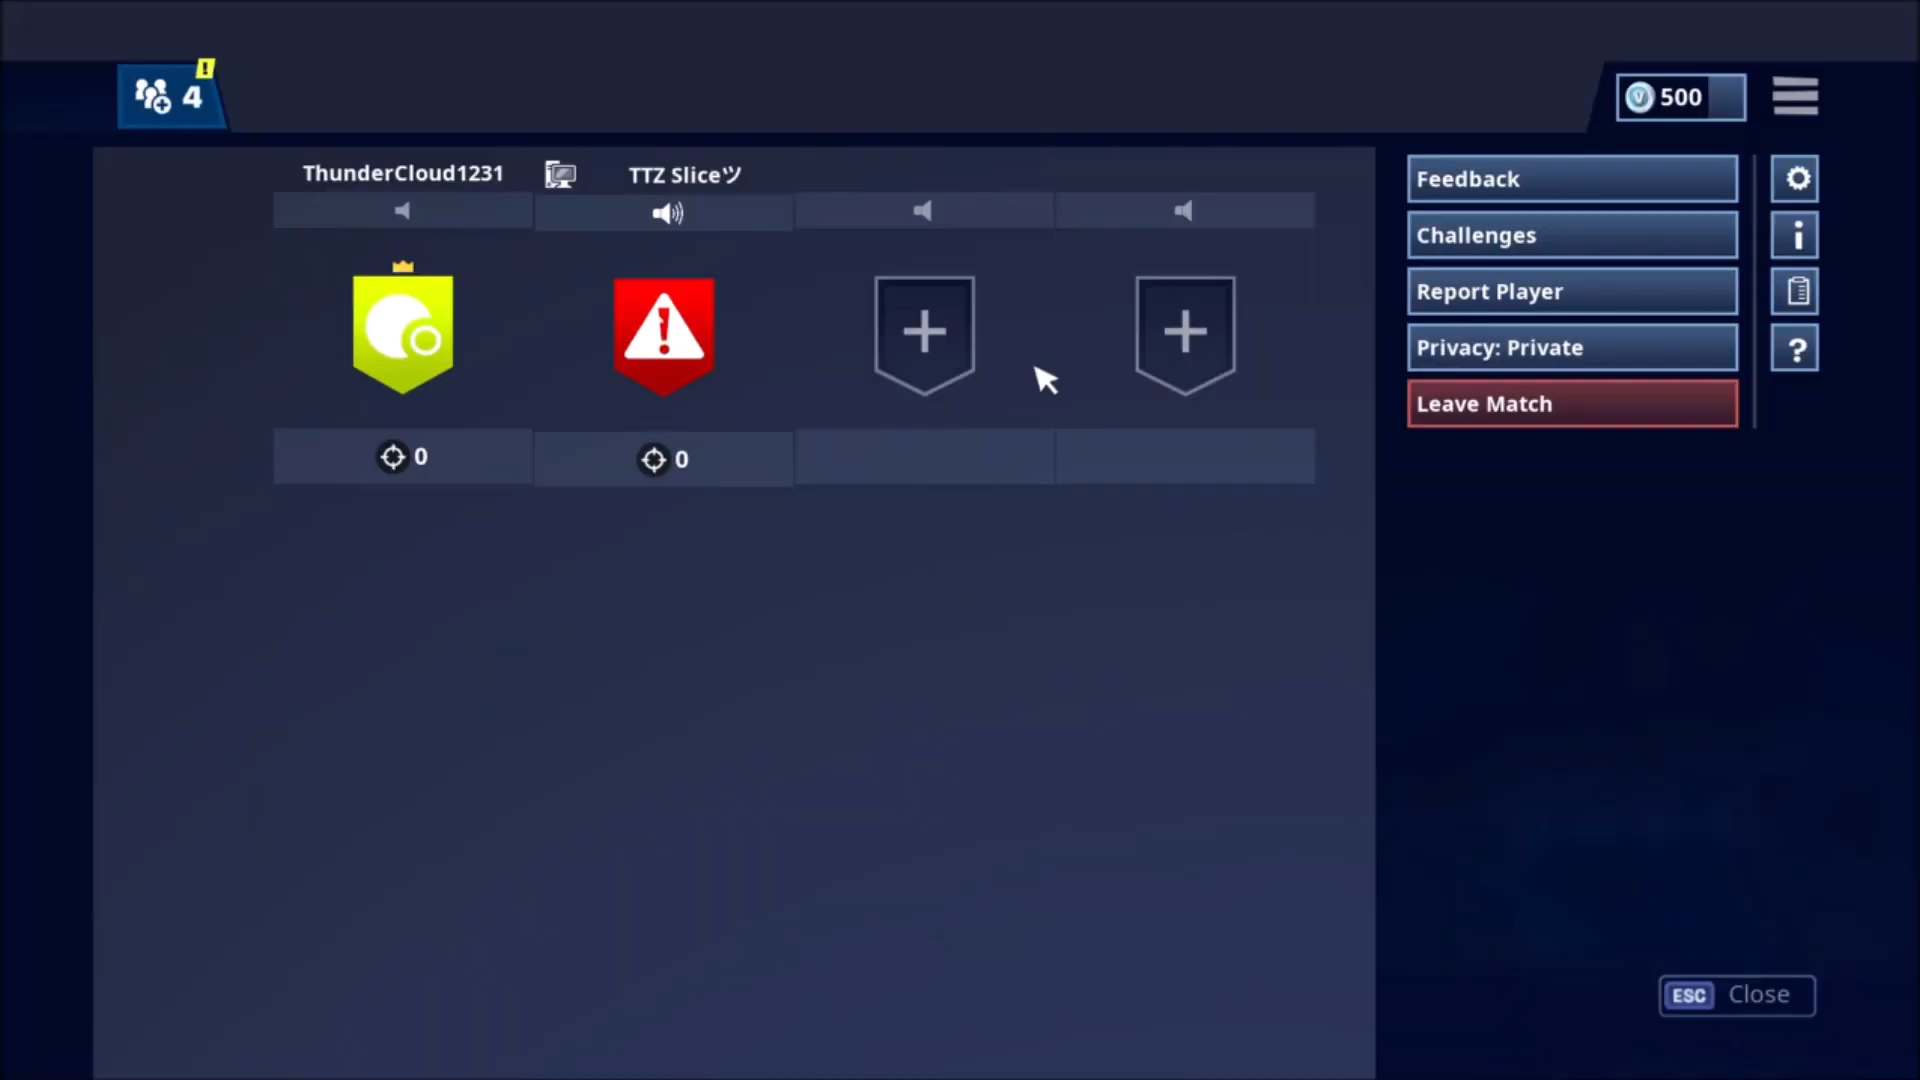 4
500
ThunderCloud1231
TTZ Sliceツ
0
0
Feedback
Challenges
Report Player
Privacy: Private
Leave Match
ESC Close